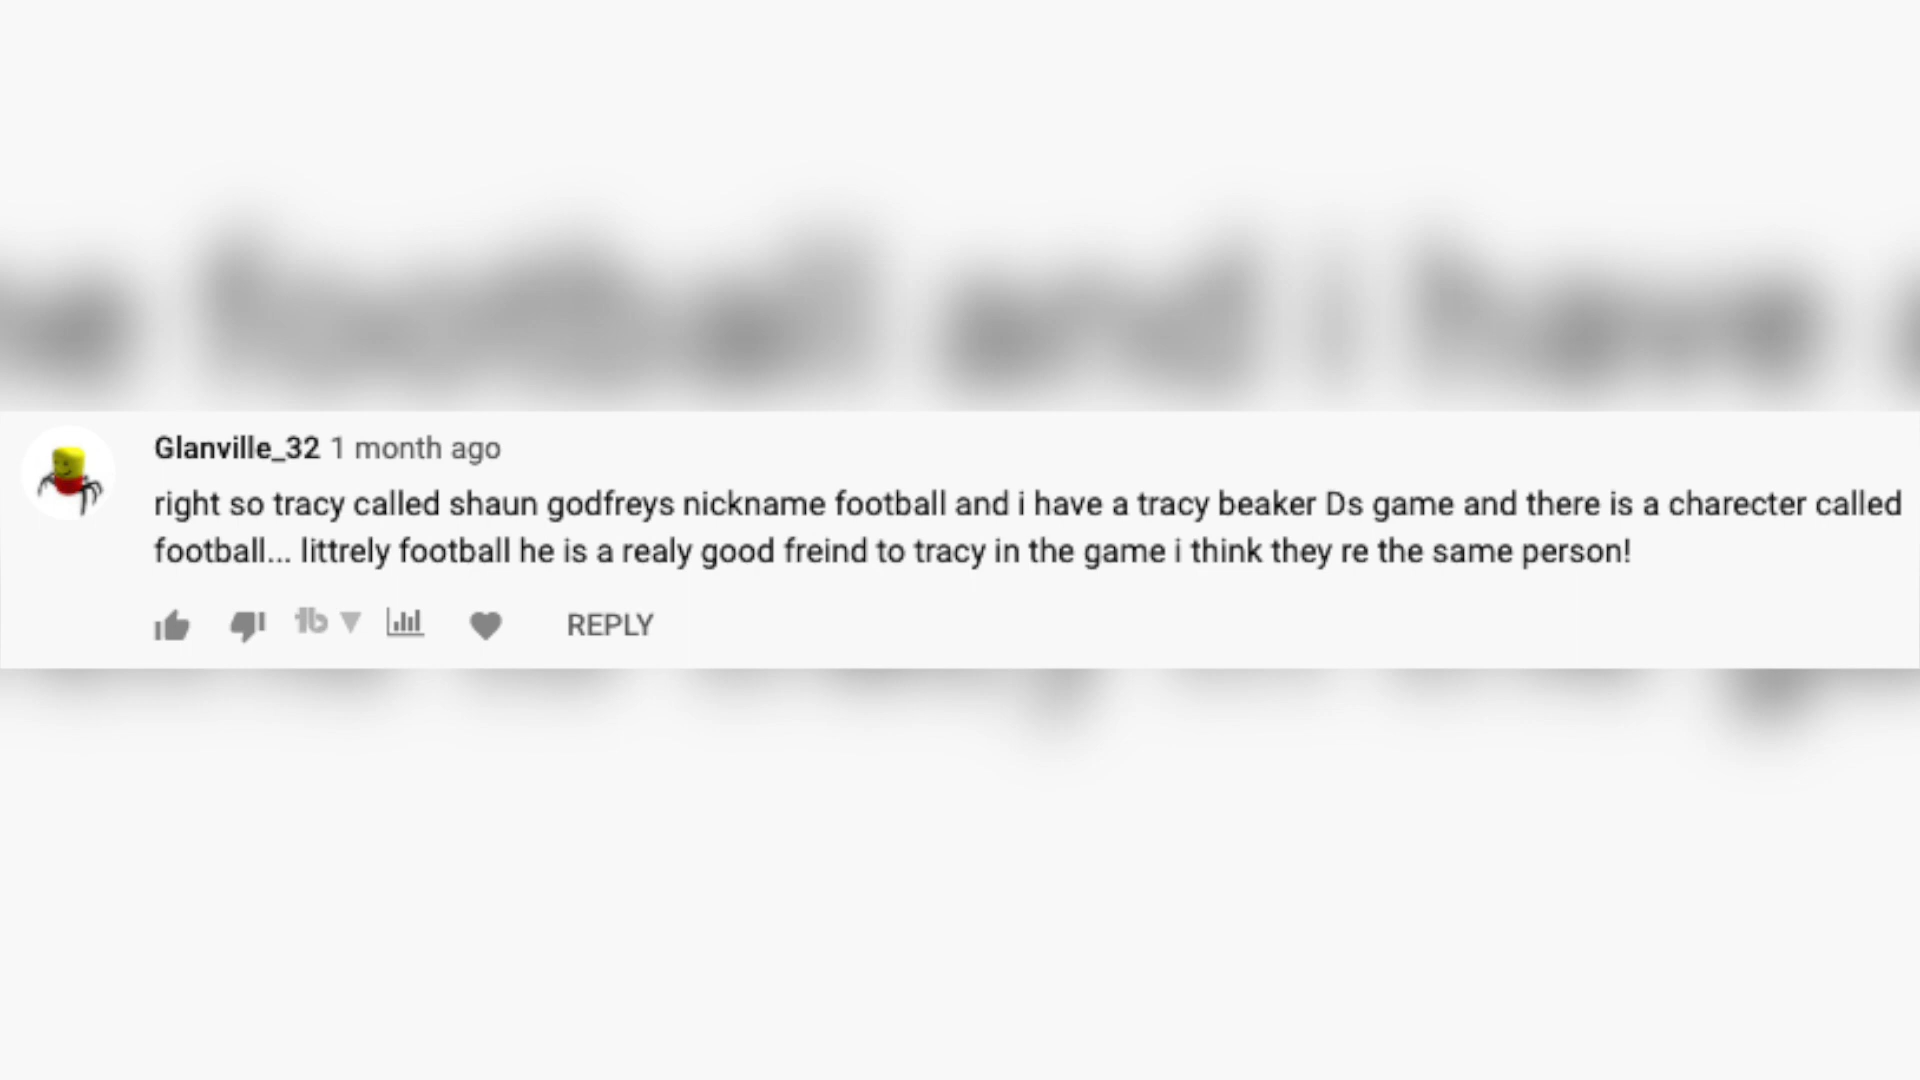 Glanville_32 1 month ago
right so tracy called shaun godfreys nickname football and i have a tracy beaker Ds game and there is a charecter called
football... littrely football he is a realy good freind to tracy in the game i think they re the same person!
REPLY